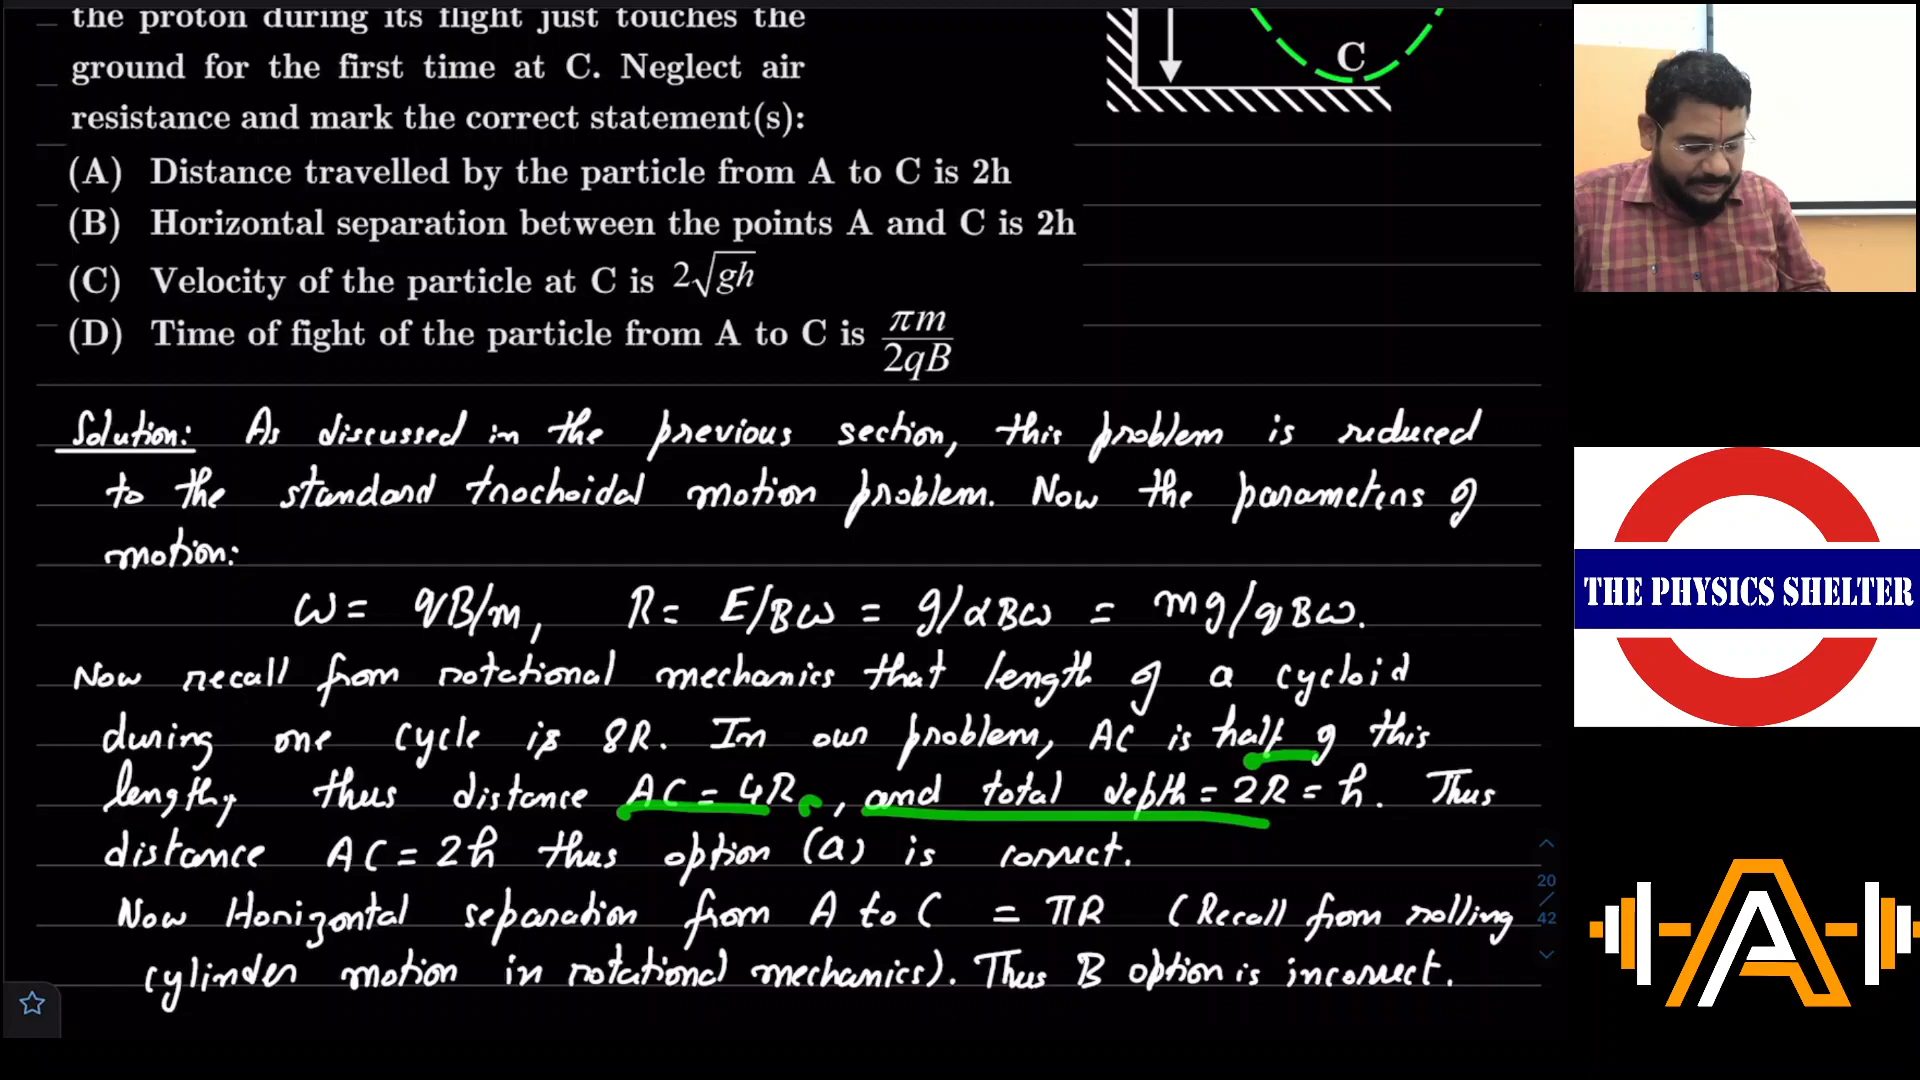 the proton during its flight just touches the
ground for the first time at C. Neglect air
resistance and mark the correct statement(s):
C
(A) Distance travelled by the particle from A to C is 2h
(B) Horizontal separation between the points A and C is 2h
(C) Velocity of the particle at C is 2√gh
(D) Time of fight of the particle from A to C is πm/2qB
Solution: As discussed in the previous section, this problem is reduced
to the standard trochoidal motion problem. Now the parameters of
motion:
ω = qB/m, R = E/Bω = g/αBω = mg/qBω.
Now recall from rotational mechanics that length of a cycloid
during one cycle is 8R. In our problem, AC is half of this
length, thus distance AC = 4R, and total depth = 2R = h. Thus
distance AC = 2h thus option (a) is correct.
Now Horizontal separation from A to C = πR (Recall from rolling
cylinder motion in rotational mechanics). Thus B option is incorrect.
20
/
42
THE PHYSICS SHELTER
A